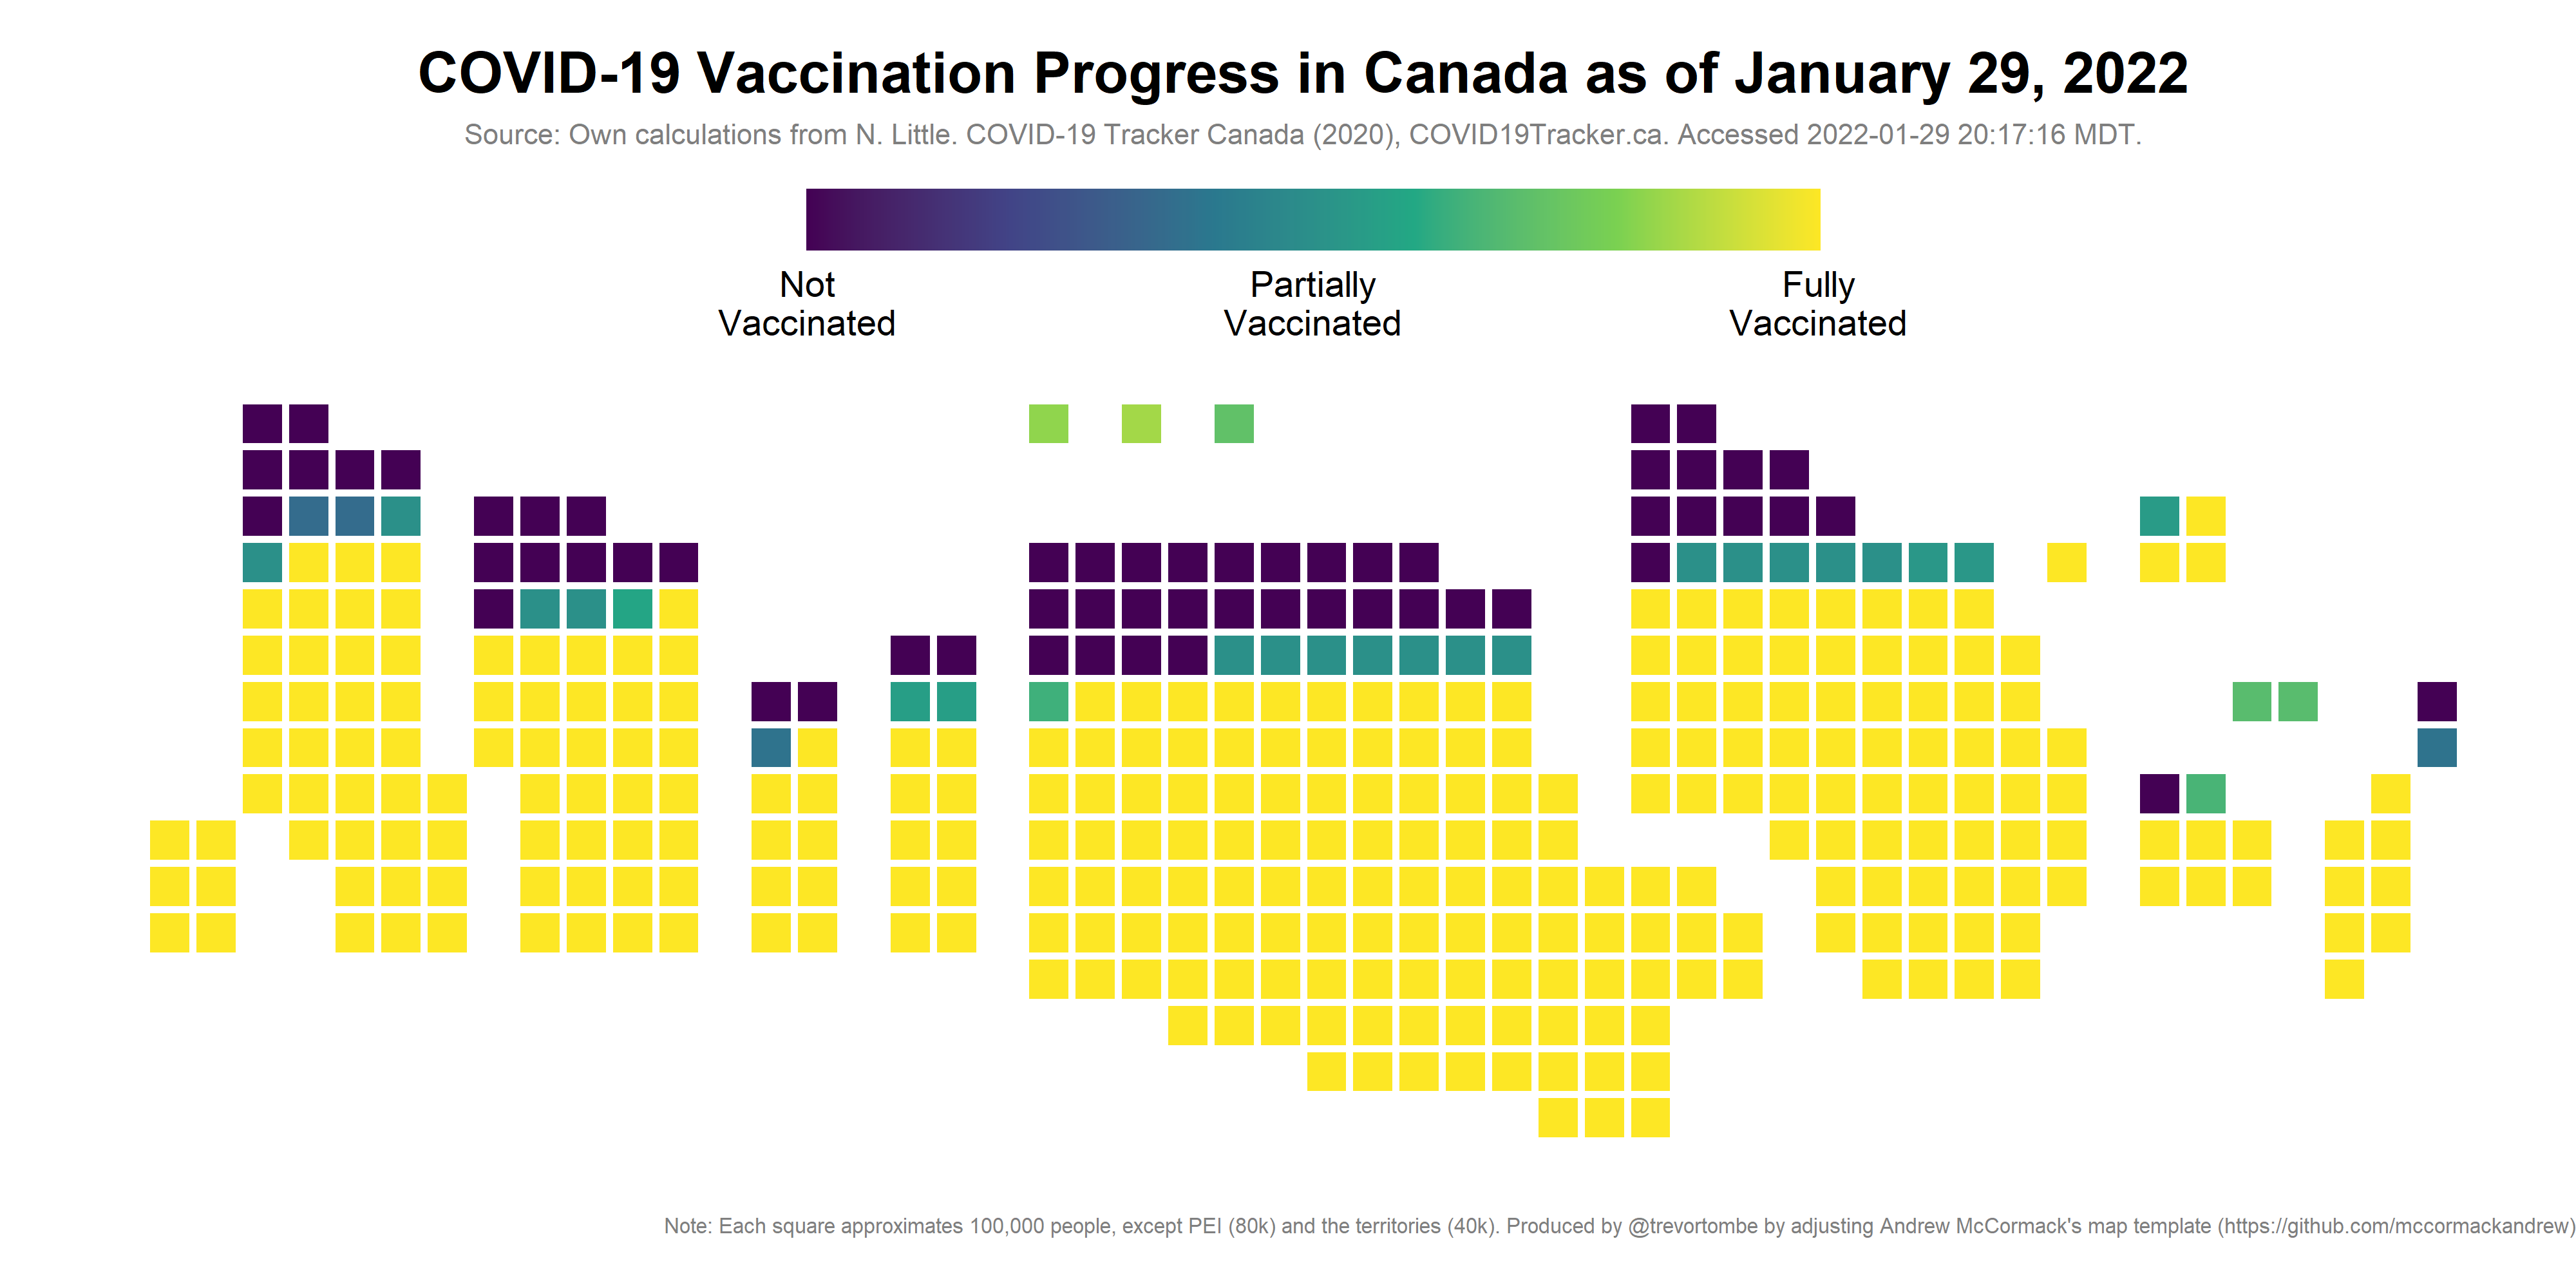 COVID-19 Vaccination Progress in Canada as of January 29, 2022
Source: Own calculations from N. Little. COVID-19 Tracker Canada (2020), COVID19Tracker.ca. Accessed 2022-01-29 20:17:16 MDT.
Not
Vaccinated
Partially
Vaccinated
Fully
Vaccinated
Note: Each square approximates 100,000 people, except PEI (80k) and the territories (40k). Produced by @trevortombe by adjusting Andrew McCormack's map template (https://github.com/mccormackandrew)